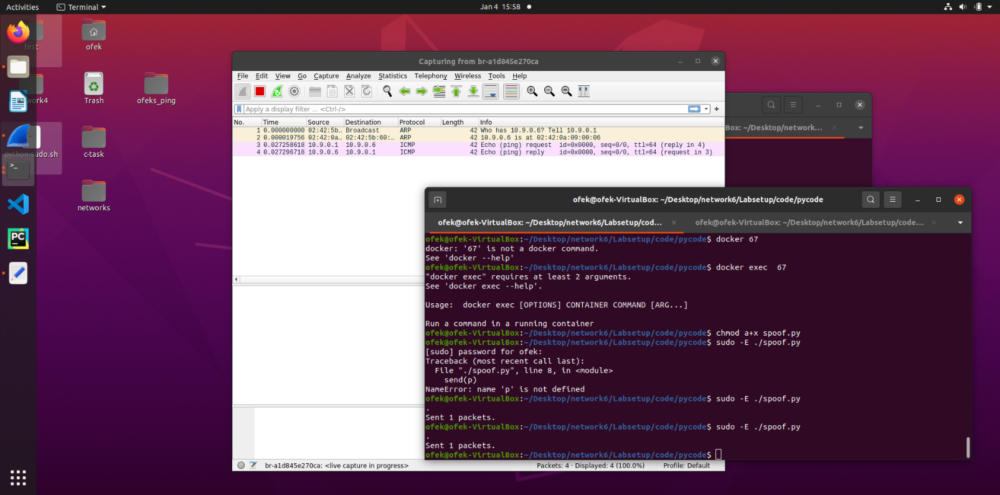 Activities
Terminal
Jan 4 15:58
test
ofek
work4
Trash
ofeks_ping
python-sudo.sh
c-task
networks
Capturing from br-a1d845e270ca
File Edit View Go Capture Analyze Statistics Telephony Wireless Tools Help
Apply a display filter ... <Ctrl-/>
No. Time Source Destination Protocol Length Info
1 0.000000000 02:42:5b… Broadcast ARP 42 Who has 10.9.0.6? Tell 10.9.0.1
2 0.000019756 02:42:0a… 02:42:5b:60:… ARP 42 10.9.0.6 is at 02:42:0a:09:00:06
3 0.027258618 10.9.0.1 10.9.0.6 ICMP 42 Echo (ping) request id=0x0000, seq=0/0, ttl=64 (reply in 4)
4 0.027296718 10.9.0.6 10.9.0.1 ICMP 42 Echo (ping) reply id=0x0000, seq=0/0, ttl=64 (request in 3)
Box: ~/Desktop/network...
ofek@ofek-VirtualBox: ~/Desktop/network6/Labsetup/code/pycode
ofek@ofek-VirtualBox: ~/Desktop/network6/Labsetup/cod...
ofek@ofek-VirtualBox: ~/Desktop/network6/Labsetup/code...
ofek@ofek-VirtualBox:~/Desktop/network6/Labsetup/code/pycode$ docker 67
docker: '67' is not a docker command.
See 'docker --help'
ofek@ofek-VirtualBox:~/Desktop/network6/Labsetup/code/pycode$ docker exec  67
"docker exec" requires at least 2 arguments.
See 'docker exec --help'.
Usage:  docker exec [OPTIONS] CONTAINER COMMAND [ARG...]
Run a command in a running container
ofek@ofek-VirtualBox:~/Desktop/network6/Labsetup/code/pycode$ chmod a+x spoof.py
ofek@ofek-VirtualBox:~/Desktop/network6/Labsetup/code/pycode$ sudo -E ./spoof.py
[sudo] password for ofek:
Traceback (most recent call last):
  File "./spoof.py", line 8, in <module>
    send(p)
NameError: name 'p' is not defined
ofek@ofek-VirtualBox:~/Desktop/network6/Labsetup/code/pycode$ sudo -E ./spoof.py
.
Sent 1 packets.
ofek@ofek-VirtualBox:~/Desktop/network6/Labsetup/code/pycode$ sudo -E ./spoof.py
.
Sent 1 packets.
ofek@ofek-VirtualBox:~/Desktop/network6/Labsetup/code/pycode$
br-a1d845e270ca: <live capture in progress>
Packets: 4 · Displayed: 4 (100.0%)
Profile: Default
PC